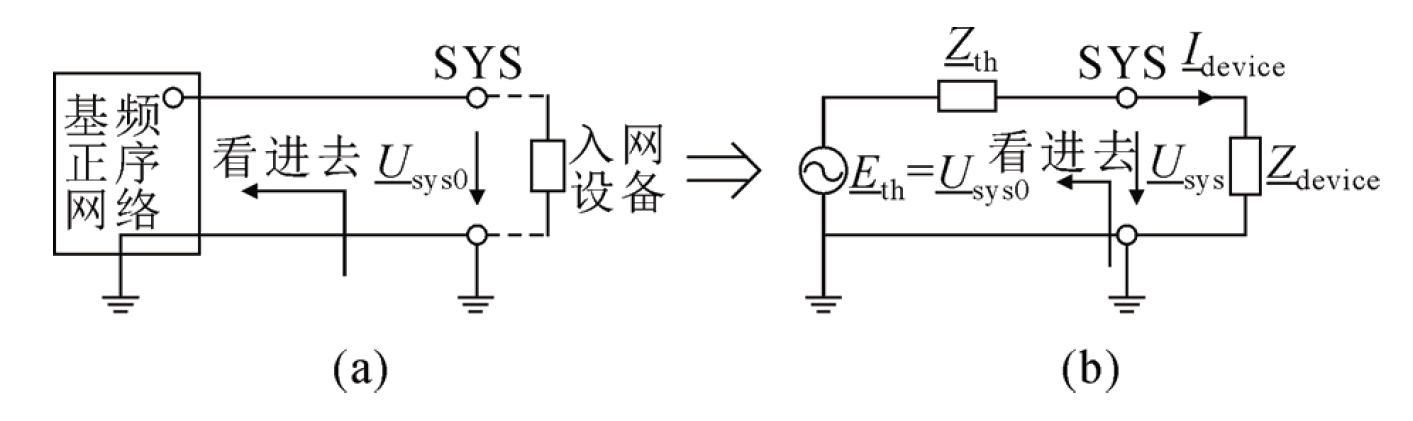 SYS
基频
正序
网络
看进去
U_sys0
入网
设备
(a)
Z_th
SYS
I_device
E_th=U_sys0
看进去
U_sys
Z_device
(b)